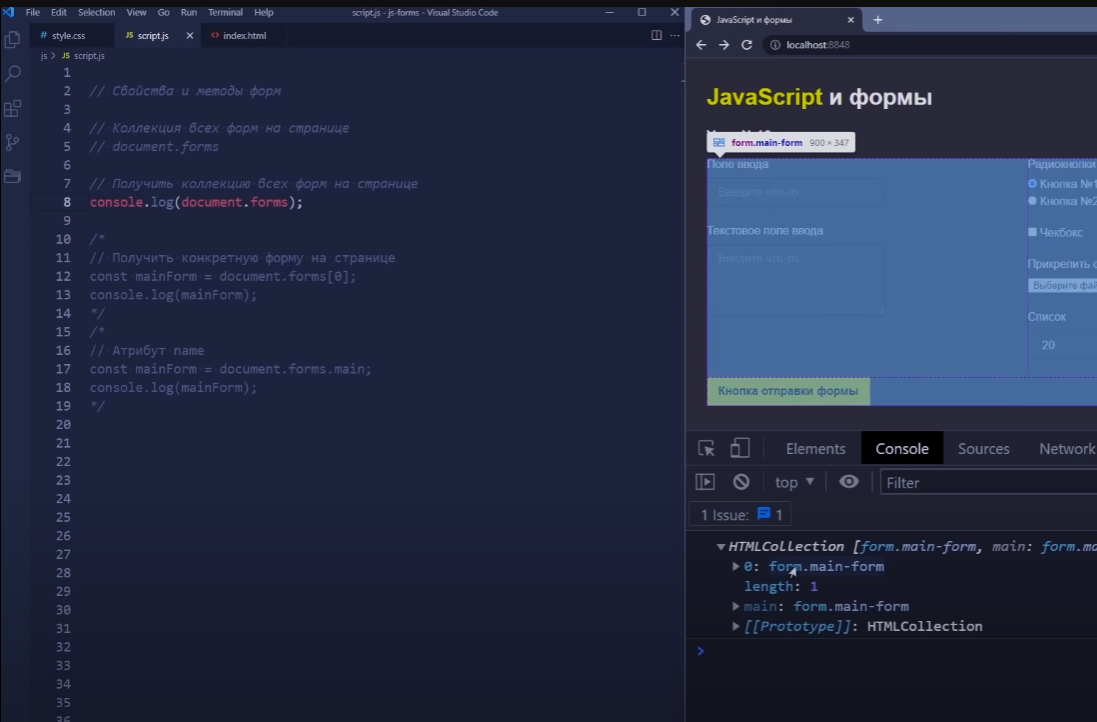 File Edit Selection View Go Run Terminal Help script.js - js-forms - Visual Studio Code
# style.css JS script.js × <> index.html
js > JS script.js
1
2 // Свойства и методы форм
3
4 // Коллекция всех форм на странице
5 // document.forms
6
7 // Получить коллекцию всех форм на странице
8 console.log(document.forms);
9
10 /*
11 // Получить конкретную форму на странице
12 const mainForm = document.forms[0];
13 console.log(mainForm);
14 */
15 /*
16 // Атрибут name
17 const mainForm = document.forms.main;
18 console.log(mainForm);
19 */
20
21
22
23
24
25
26
27
28
29
30
31
32
33
34
35
36
JavaScript и формы × +
localhost:8848
JavaScript и формы
form.main-form 900 × 347
Поле ввода
Введите что-то
Текстовое поле ввода
Введите что-то
Кнопка отправки формы
Радиокнопки
Кнопка №1
Кнопка №2
Чекбокс
Прикрепить
Выберите фай
Список
20
Elements Console Sources Network
top ▼ Filter
1 Issue: 1
▼HTMLCollection [form.main-form, main: form.ma
▶ 0: form.main-form
length: 1
▶ main: form.main-form
▶ [[Prototype]]: HTMLCollection
>